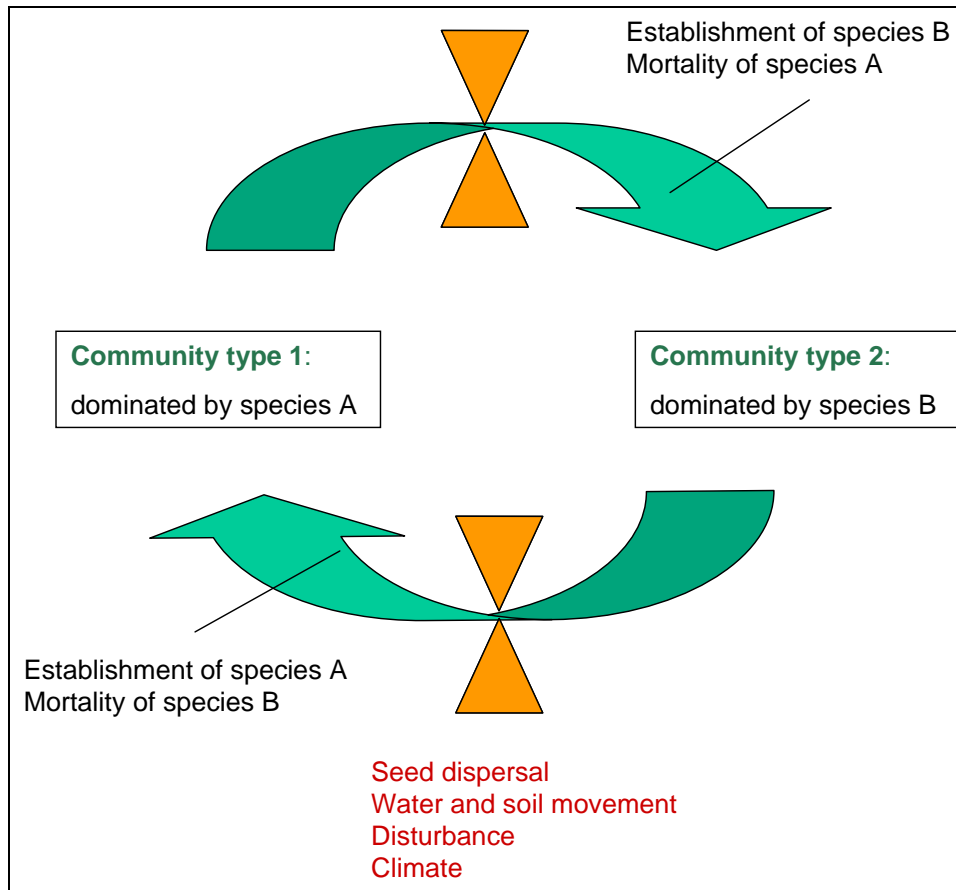 Establishment of species B
Mortality of species A
Community type 1:
dominated by species A
Community type 2:
dominated by species B
Establishment of species A
Mortality of species B
Seed dispersal
Water and soil movement
Disturbance
Climate